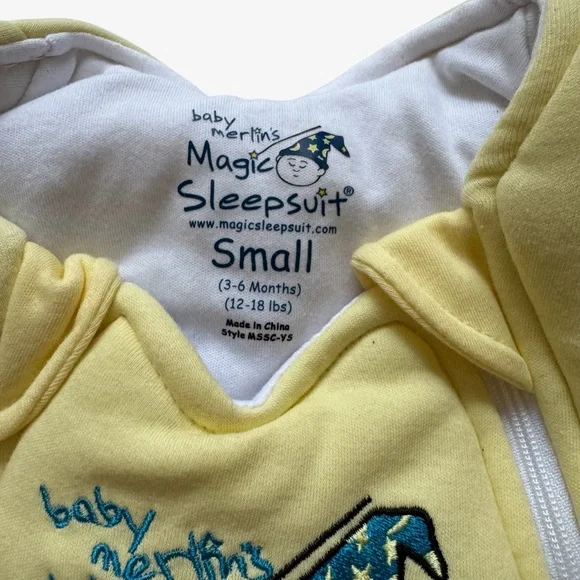 baby
merlin's
Magic
Sleepsuit®
www.magicsleepsuit.com
Small
(3-6 Months)
(12-18 lbs)
Made in China
Style MSSC-YS
baby
merlin's